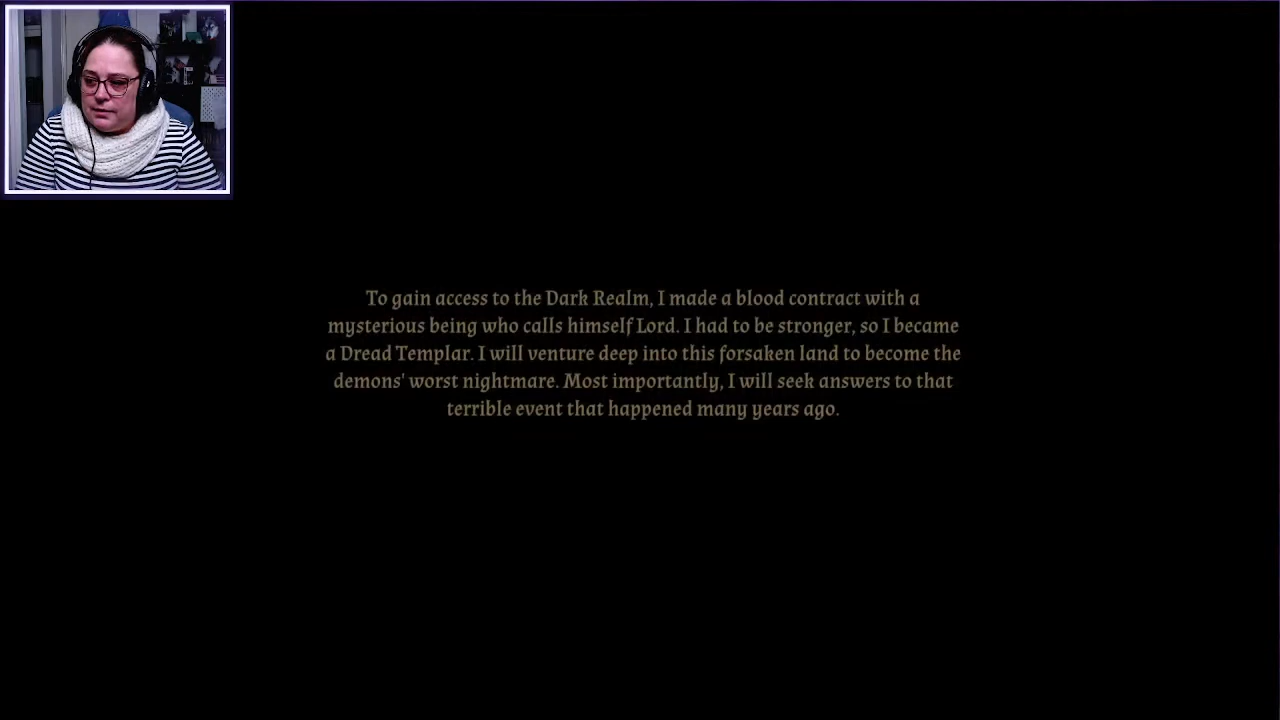 To gain access to the Dark Realm, I made a blood contract with a
mysterious being who calls himself Lord. I had to be stronger, so I became
a Dread Templar. I will venture deep into this forsaken land to become the
demons' worst nightmare. Most importantly, I will seek answers to that
terrible event that happened many years ago.